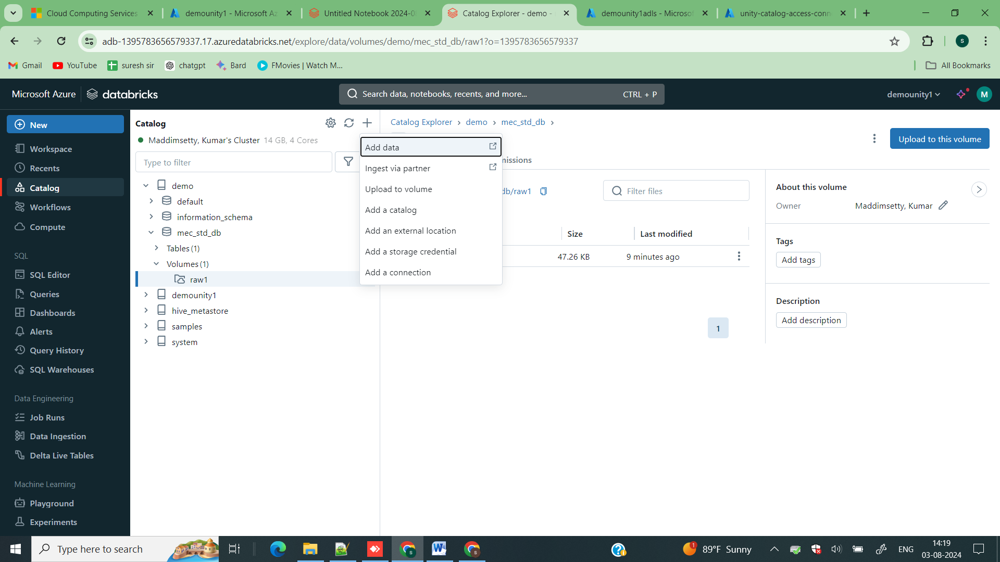 Cloud Computing Services
demounity1 - Microsoft Az
Untitled Notebook 2024-0
Catalog Explorer - demo -
demounity1adls - Microsof
unity-catalog-access-conn
adb-1395783656579337.17.azuredatabricks.net/explore/data/volumes/demo/mec_std_db/raw1?o=1395783656579337
S
Gmail
YouTube
suresh sir
chatgpt
Bard
FMovies | Watch M...
All Bookmarks
Microsoft Azure
databricks
Search data, notebooks, recents, and more...
CTRL + P
demounity1
M
New
Workspace
Recents
Catalog
Workflows
Compute
SQL
SQL Editor
Queries
Dashboards
Alerts
Query History
SQL Warehouses
Data Engineering
Job Runs
Data Ingestion
Delta Live Tables
Machine Learning
Playground
Experiments
Catalog
Maddimsetty, Kumar's Cluster 14 GB, 4 Cores
Type to filter
demo
default
information_schema
mec_std_db
Tables (1)
Volumes (1)
raw1
demounity1
hive_metastore
samples
system
Add data
Ingest via partner
Upload to volume
Add a catalog
Add an external location
Add a storage credential
Add a connection
Catalog Explorer > demo > mec_std_db >
Upload to this volume
missions
db/raw1
Filter files
Size
Last modified
47.26 KB
9 minutes ago
1
About this volume
Owner
Maddimsetty, Kumar
Tags
Add tags
Description
Add description
Type here to search
89°F Sunny
ENG
14:19
03-08-2024